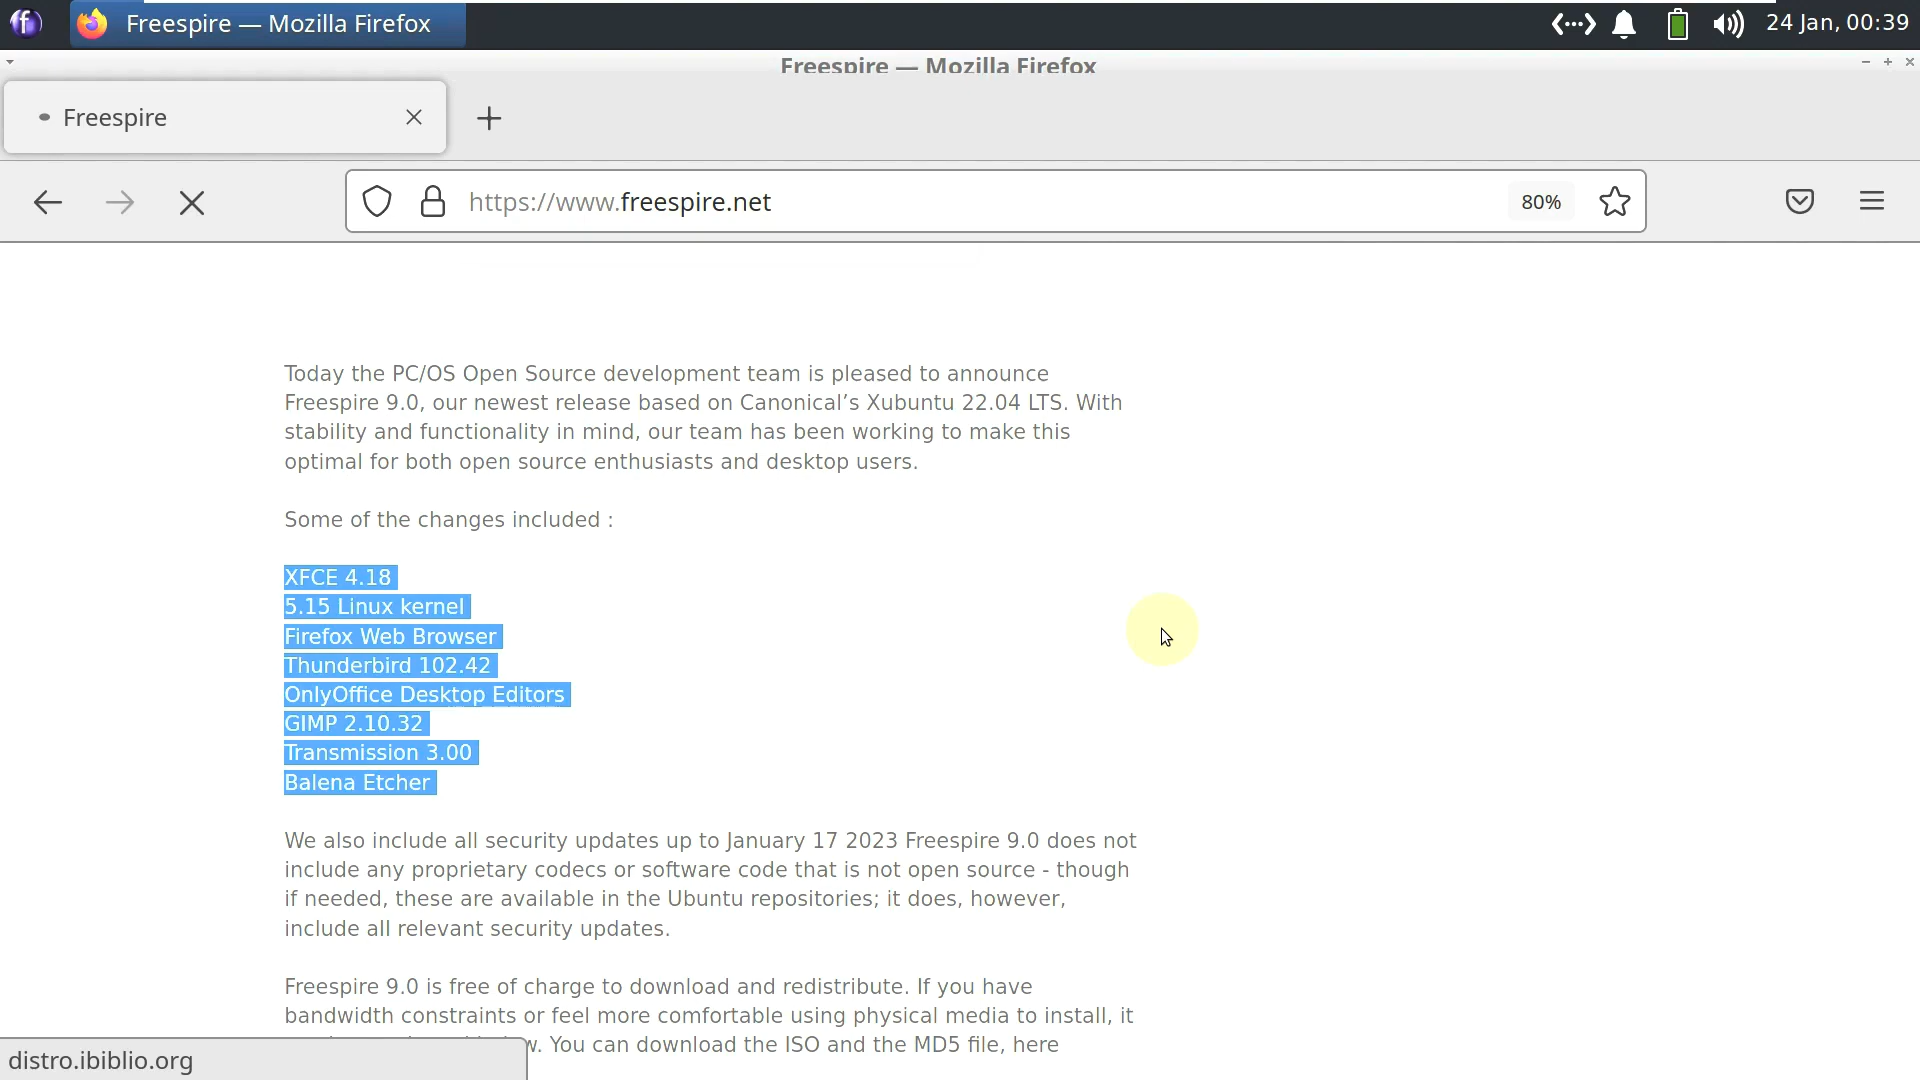 Freespire — Mozilla Firefox
24 Jan, 00:39
Freespire — Mozilla Firefox
Freespire
https://www.freespire.net
80%
Today the PC/OS Open Source development team is pleased to announce
Freespire 9.0, our newest release based on Canonical’s Xubuntu 22.04 LTS. With
stability and functionality in mind, our team has been working to make this
optimal for both open source enthusiasts and desktop users.
Some of the changes included :
XFCE 4.18
5.15 Linux kernel
Firefox Web Browser
Thunderbird 102.42
OnlyOffice Desktop Editors
GIMP 2.10.32
Transmission 3.00
Balena Etcher
We also include all security updates up to January 17 2023 Freespire 9.0 does not
include any proprietary codecs or software code that is not open source - though
if needed, these are available in the Ubuntu repositories; it does, however,
include all relevant security updates.
Freespire 9.0 is free of charge to download and redistribute. If you have
bandwidth constraints or feel more comfortable using physical media to install, it
You can download the ISO and the MD5 file, here
distro.ibiblio.org